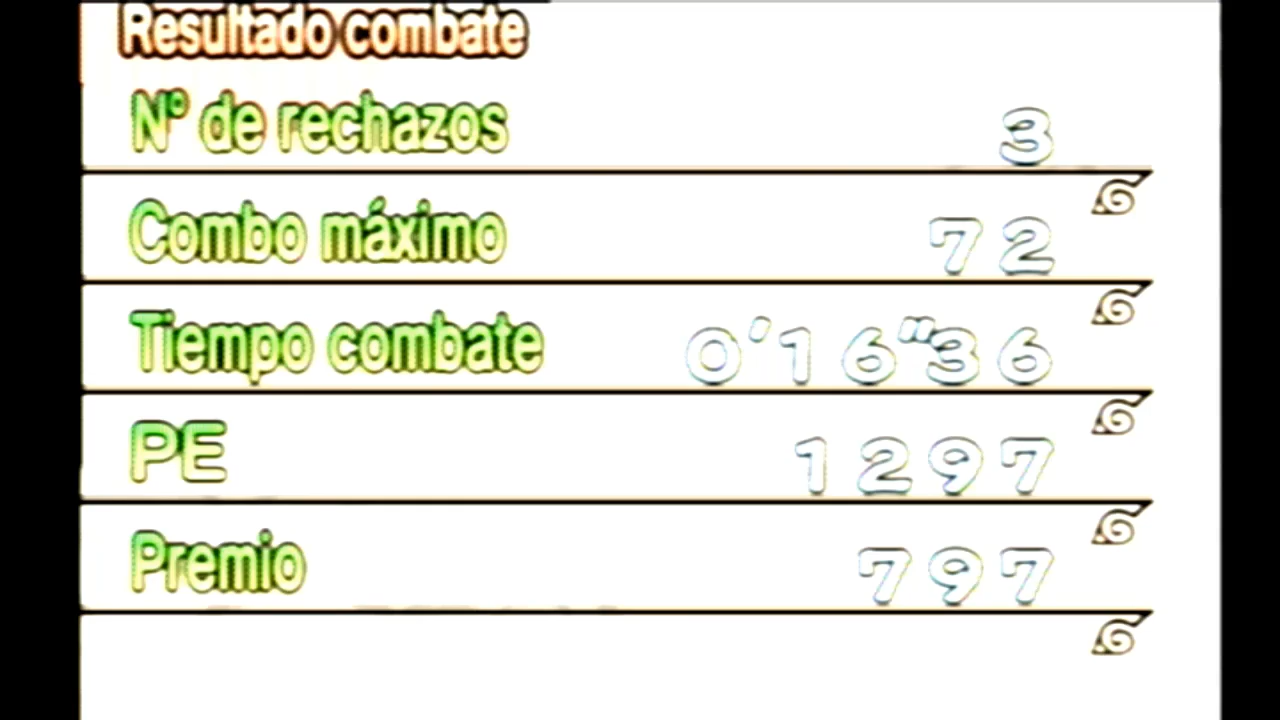 Resultado combate
Nº de rechazos 3
Combo máximo 72
Tiempo combate 0'16"36
PE 1297
Premio 797